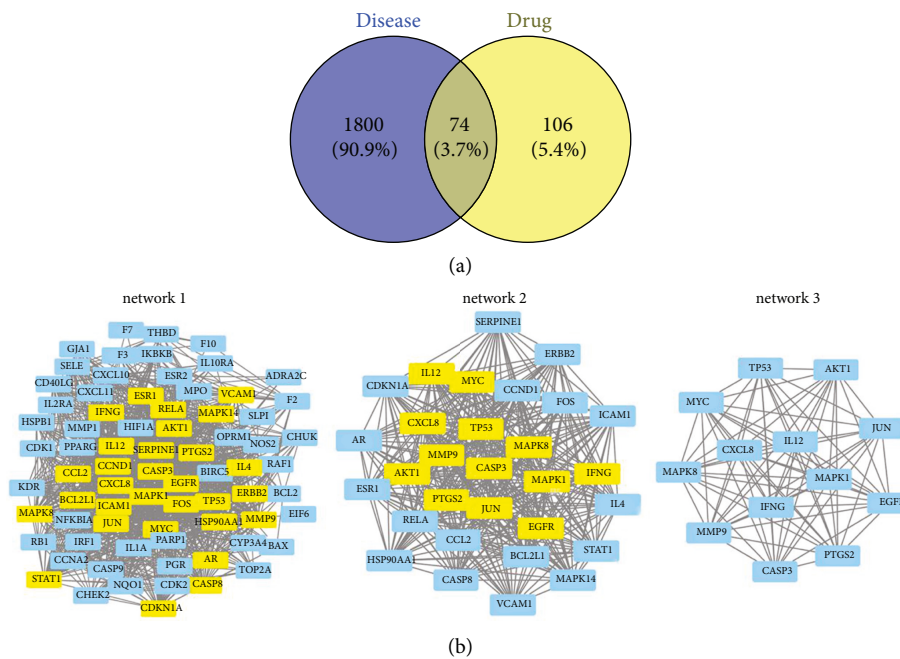 Disease
Drug
1800
(90.9%)
74
(3.7%)
106
(5.4%)
(a)
network 1
F7
THBD
F10
GJA1
F3
IKBKB
SELE
IL10RA
CXCL10
ESR2
ADRA2C
CD40LG
CXCL11
ESR1
MPO
VCAM1
F2
IL2RA
IFNG
RELA
MAPK14
SLPI
HSPB1
MMP1
HIF1A
AKT1
OPRM1
NOS2
CHUK
CDK1
PPARG
IL12
SERPINE1
PTGS2
CCL2
CCND1
CASP3
BIRC5
IL4
RAF1
KDR
CXCL8
EGFR
ERBB2
BCL2
BCL2L1
MAPK1
TP53
MAPK8
ICAM1
FOS
EIF6
NFKBIA
JUN
MYC
HSP90AA1
MMP9
RB1
IRF1
IL1A
PARP1
CYP3A4
BAX
CCNA2
AR
CASP9
PGR
TOP2A
STAT1
NQO1
CDK2
CASP8
CHEK2
CDKN1A
network 2
SERPINE1
ERBB2
IL12
MYC
CDKN1A
CCND1
FOS
ICAM1
CXCL8
TP53
AR
MAPK8
MMP9
CASP3
AKT1
MAPK1
IFNG
ESR1
PTGS2
IL4
JUN
RELA
EGFR
CCL2
STAT1
HSP90AA1
BCL2L1
CASP8
MAPK14
VCAM1
network 3
TP53
AKT1
MYC
JUN
IL12
CXCL8
MAPK8
MAPK1
IFNG
EGF
MMP9
PTGS2
CASP3
(b)